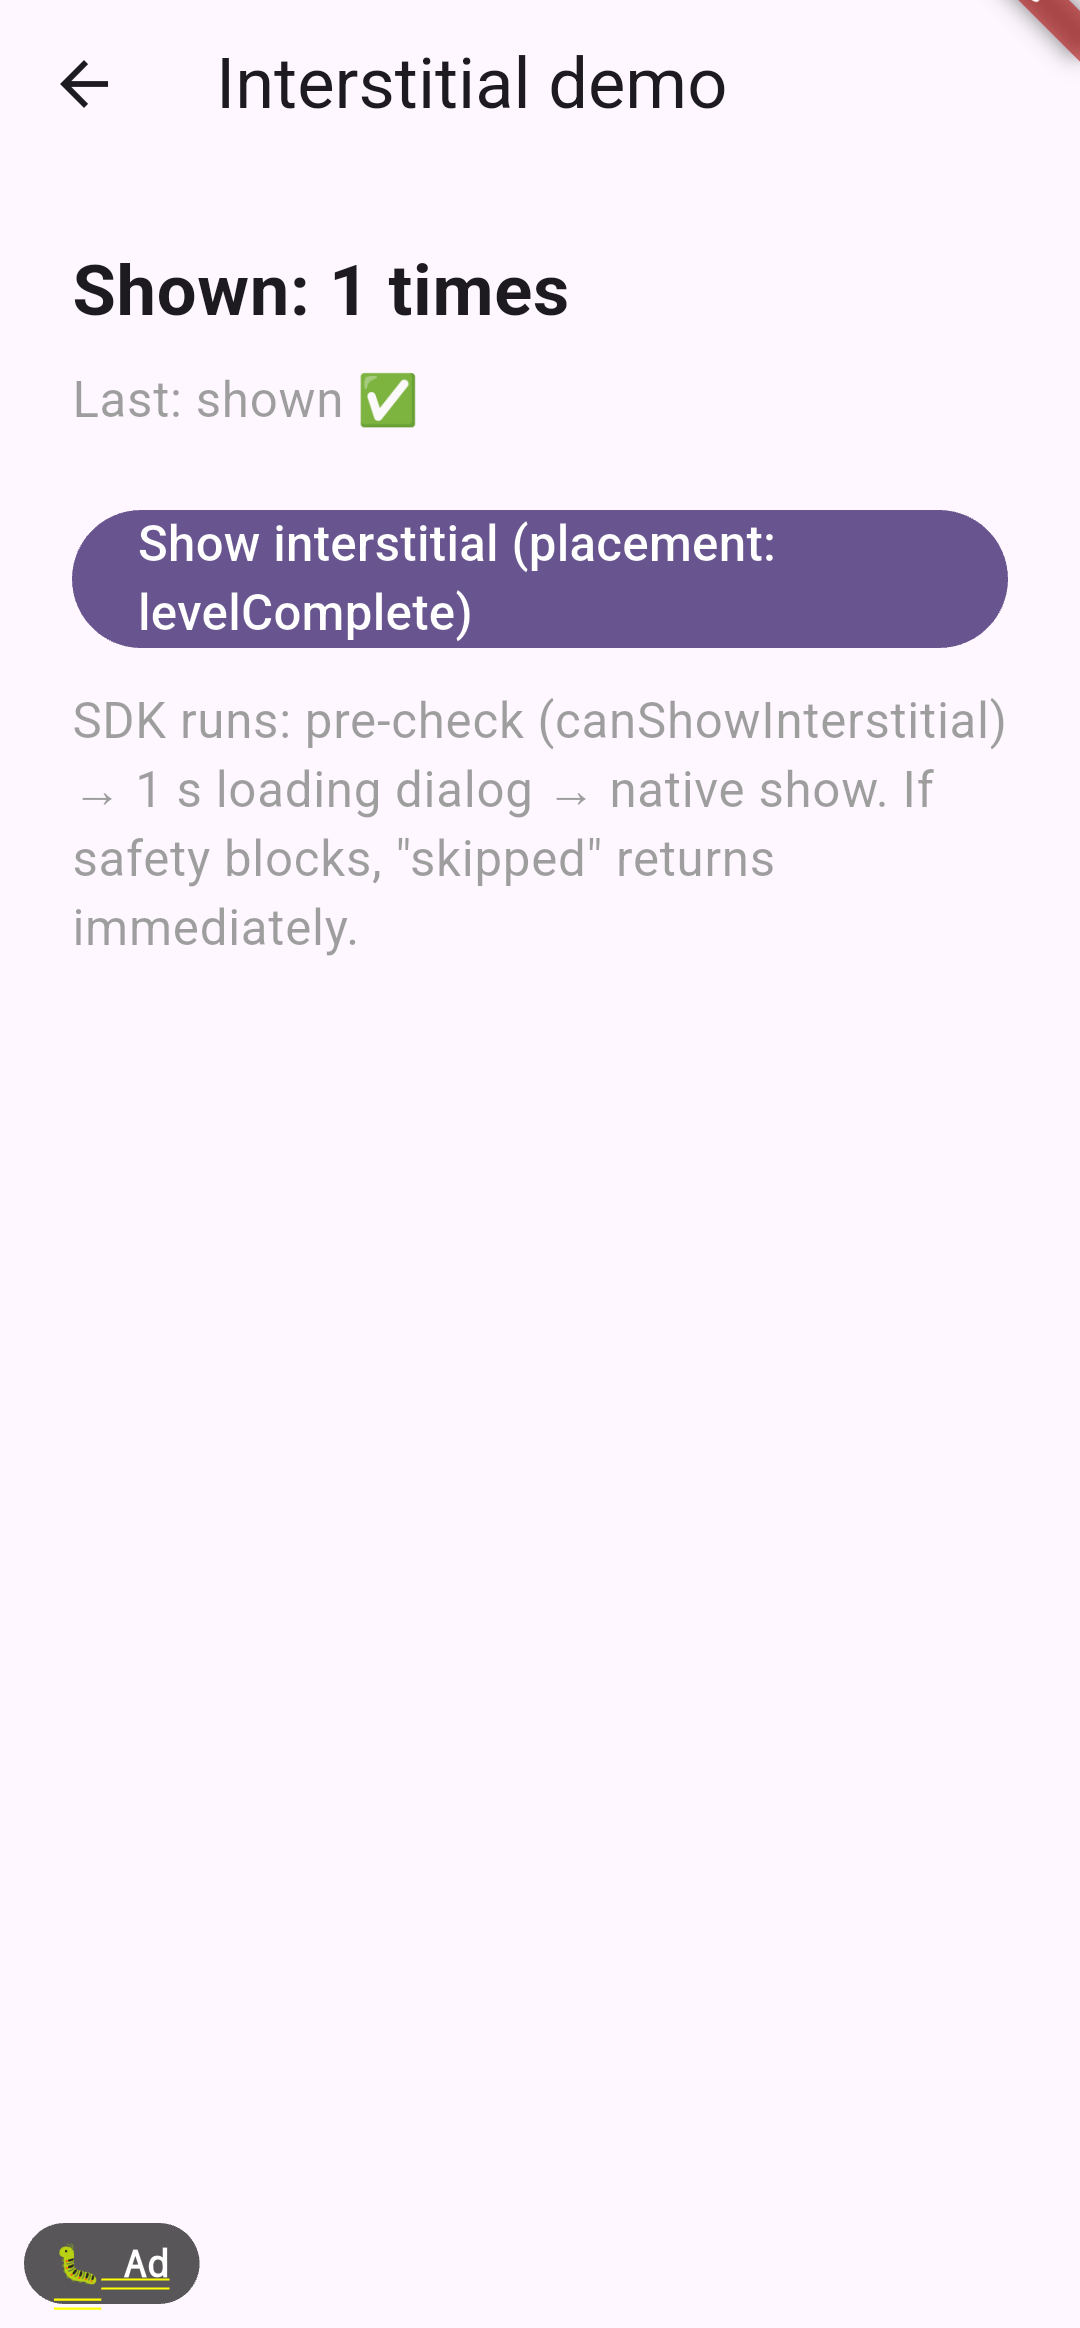 Interstitial demo
Shown: 1 times
Last: shown ✅
Show interstitial (placement:
levelComplete)
SDK runs: pre-check (canShowInterstitial)
→ 1 s loading dialog → native show. If
safety blocks, "skipped" returns
immediately.
🐛 Ad